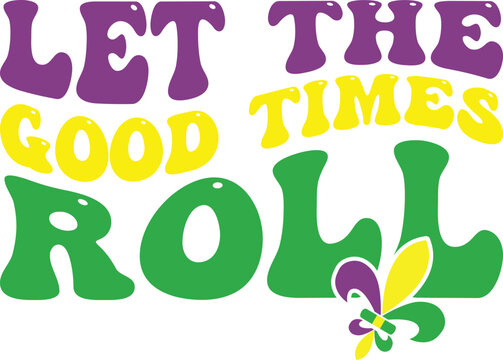 LET THE
GOOD TIMES
ROLL